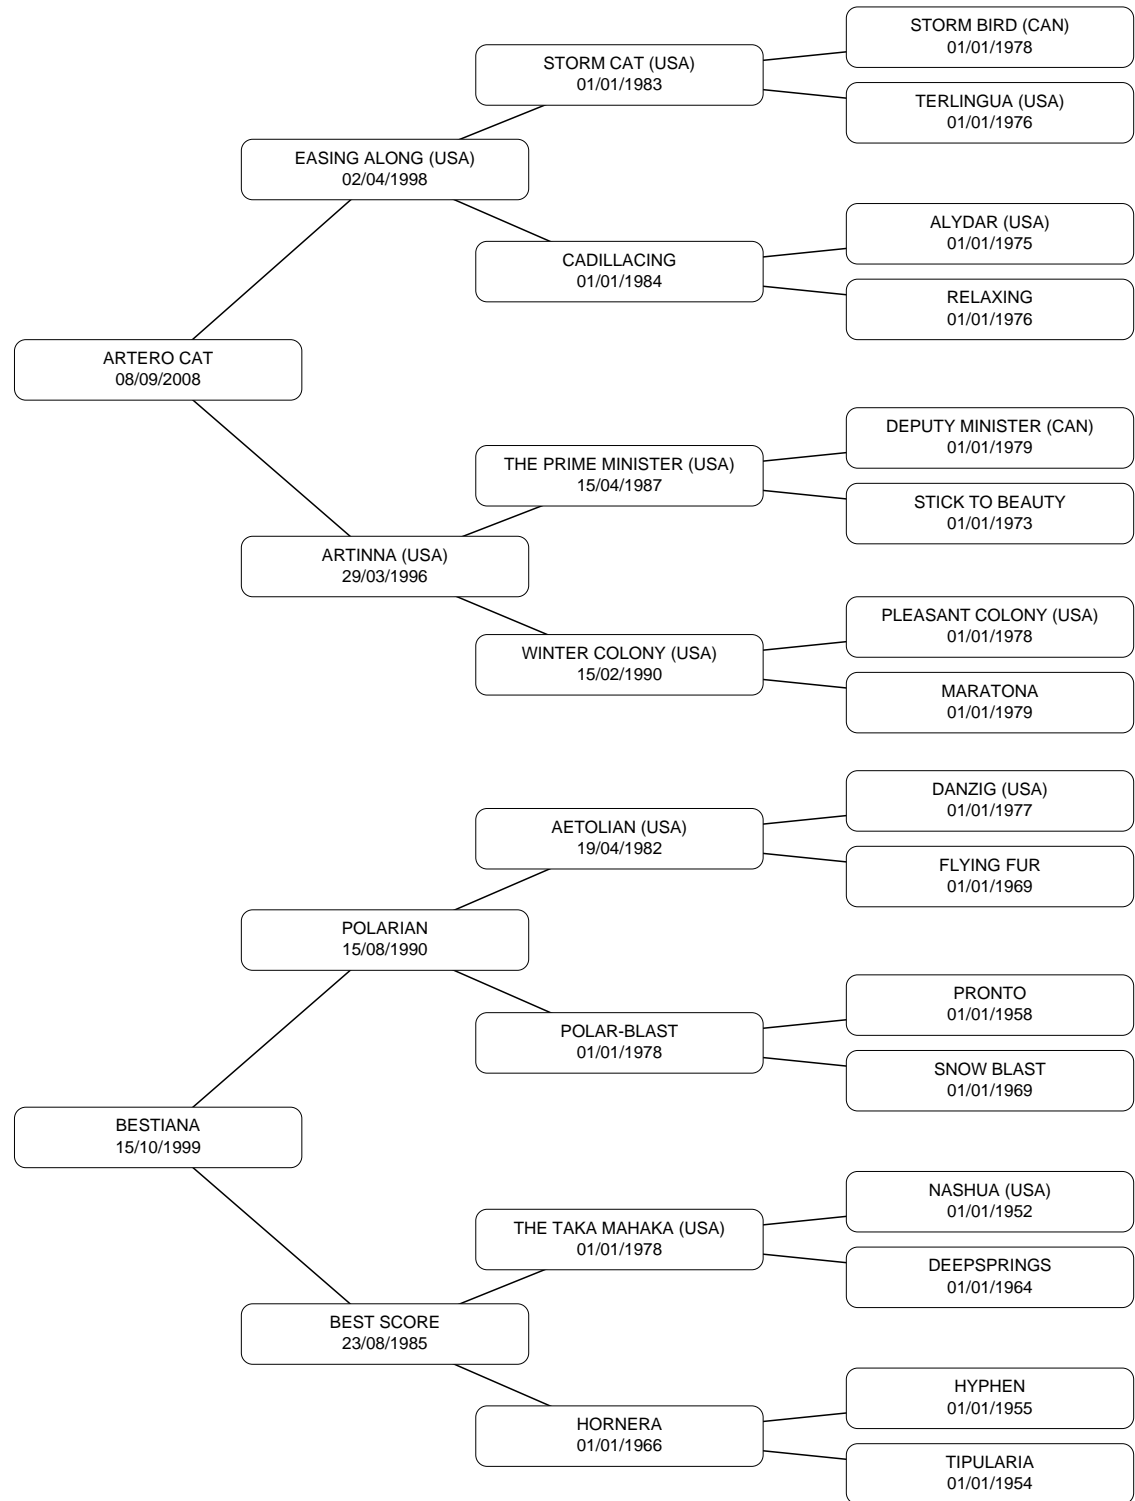 STORM BIRD (CAN)
01/01/1978
STORM CAT (USA)
01/01/1983
TERLINGUA (USA)
01/01/1976
EASING ALONG (USA)
02/04/1998
ALYDAR (USA)
01/01/1975
CADILLACING
01/01/1984
RELAXING
01/01/1976
ARTERO CAT
08/09/2008
DEPUTY MINISTER (CAN)
01/01/1979
THE PRIME MINISTER (USA)
15/04/1987
STICK TO BEAUTY
01/01/1973
ARTINNA (USA)
29/03/1996
PLEASANT COLONY (USA)
01/01/1978
WINTER COLONY (USA)
15/02/1990
MARATONA
01/01/1979
DANZIG (USA)
01/01/1977
AETOLIAN (USA)
19/04/1982
FLYING FUR
01/01/1969
POLARIAN
15/08/1990
PRONTO
01/01/1958
POLAR-BLAST
01/01/1978
SNOW BLAST
01/01/1969
BESTIANA
15/10/1999
NASHUA (USA)
01/01/1952
THE TAKA MAHAKA (USA)
01/01/1978
DEEPSPRINGS
01/01/1964
BEST SCORE
23/08/1985
HYPHEN
01/01/1955
HORNERA
01/01/1966
TIPULARIA
01/01/1954